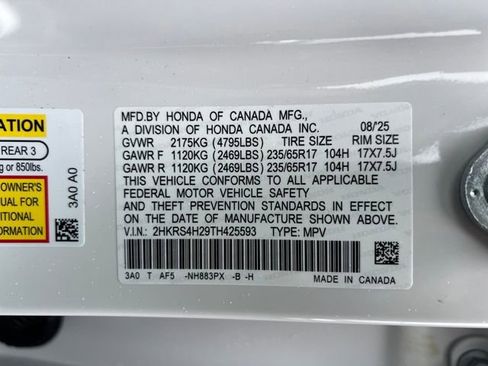 ATION
REAR 3
g or 850lbs.
OWNER'S
UAL FOR
ITIONAL
RMATION
3A0 A0
MFD.BY HONDA OF CANADA MFG.,
A DIVISION OF HONDA CANADA INC. 08/'25
GVWR 2175KG (4795LBS) TIRE SIZE RIM SIZE
GAWR F 1120KG (2469LBS) 235/65R17 104H 17X7.5J
GAWR R 1120KG (2469LBS) 235/65R17 104H 17X7.5J
THIS VEHICLE CONFORMS TO ALL APPLICABLE
FEDERAL MOTOR VEHICLE SAFETY
AND THEFT PREVENTION STANDARDS IN EFFECT
ON THE DATE OF MANUFACTURE SHOWN ABOVE.
V.I.N.: 2HKRS4H29TH425593 TYPE: MPV
3A0 T AF5 -NH883PX -B -H MADE IN CANADA